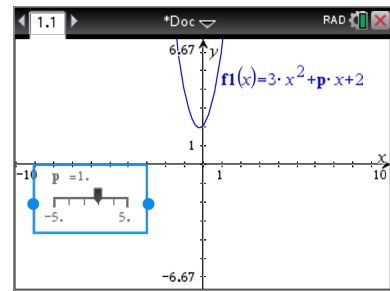 1.1 *Doc RAD
6.67 y
f1(x)=3·x²+p·x+2
1
x
-10 1 10
p =1.
-5. 5.
-6.67